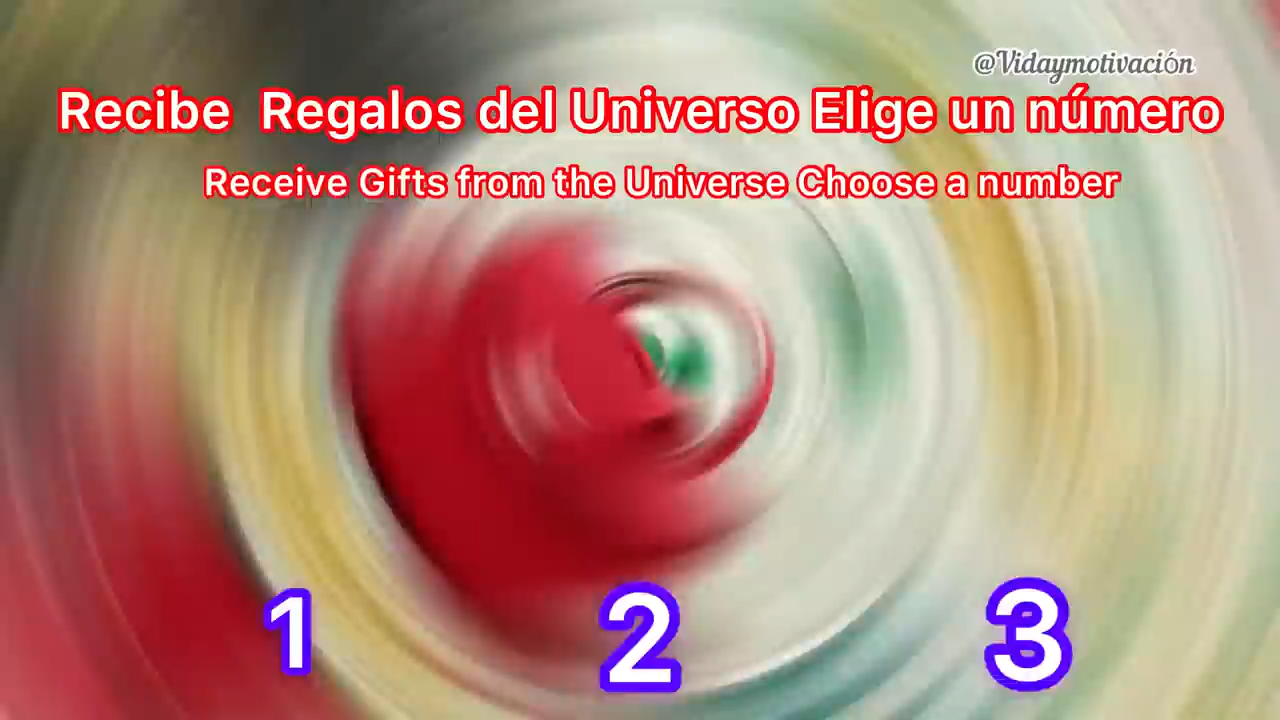 @Vidaymotivación
Recibe Regalos del Universo Elige un número
Receive Gifts from the Universe Choose a number
1 2 3